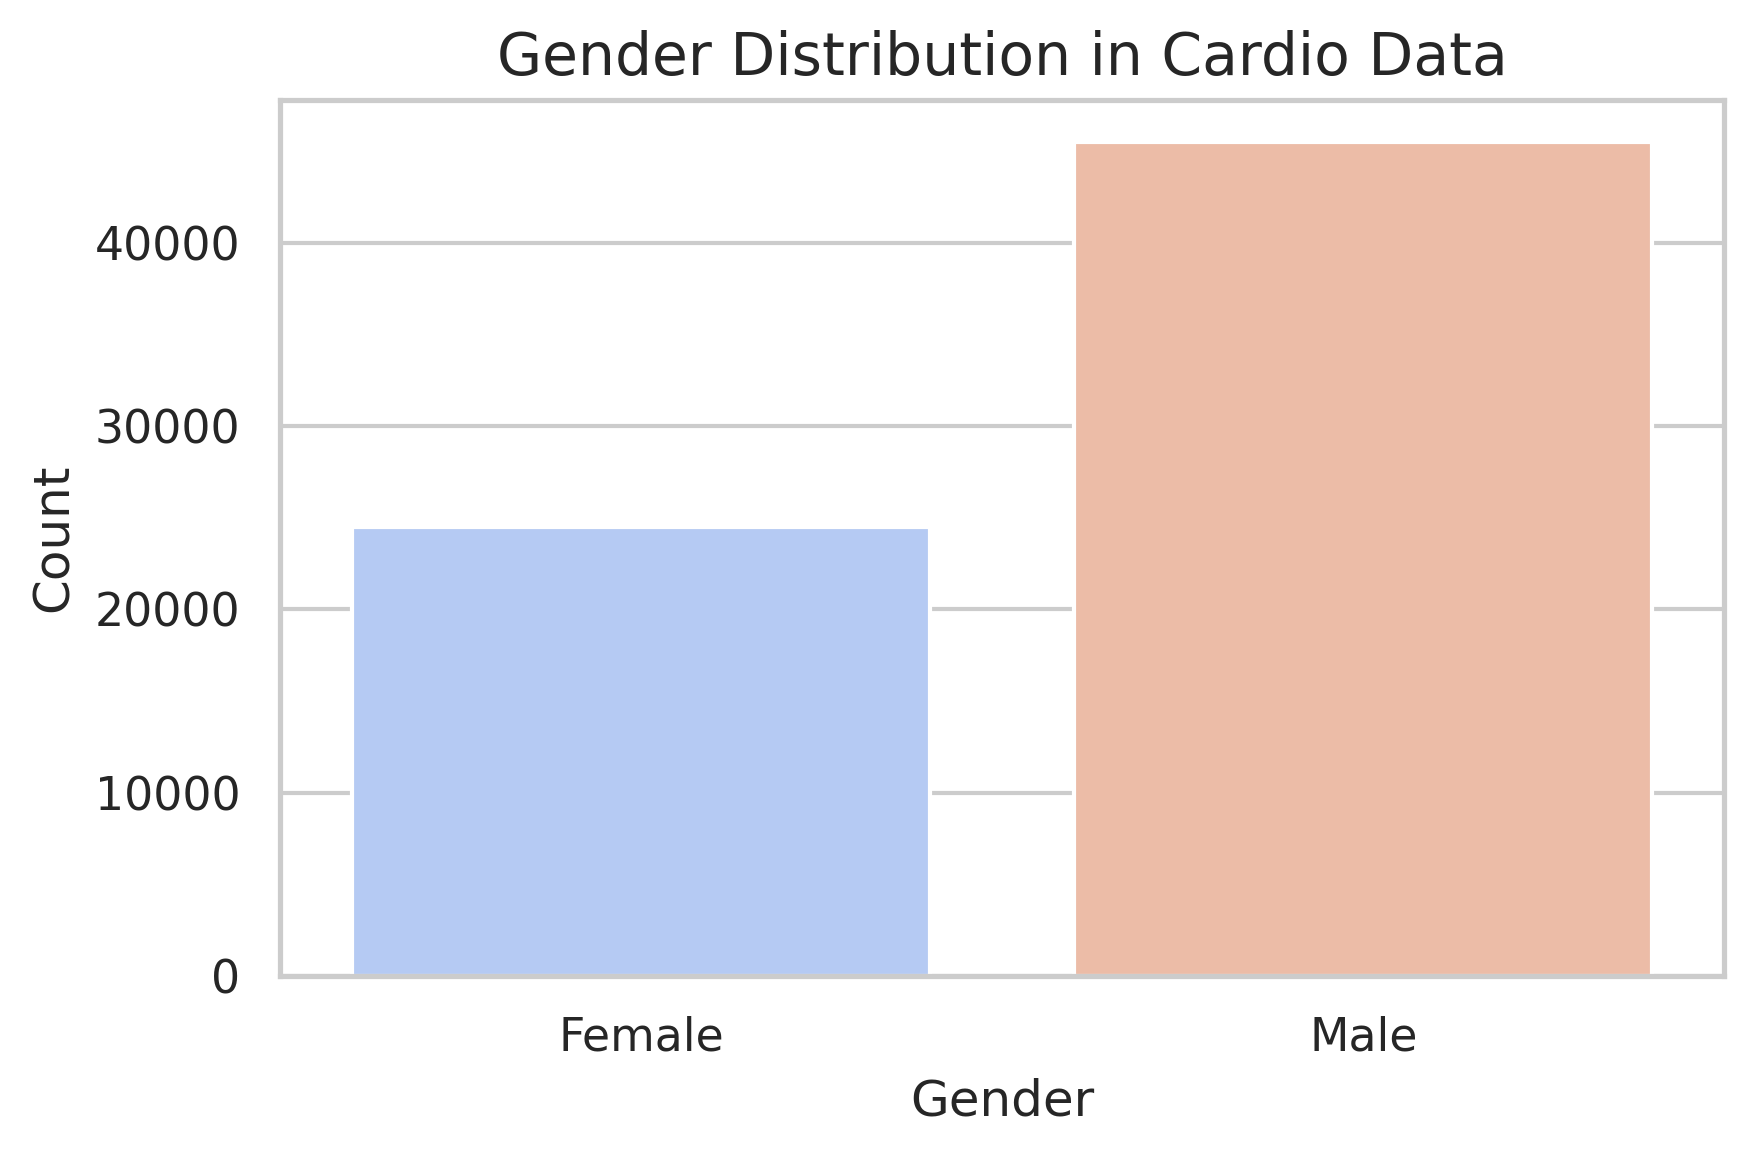 Gender Distribution in Cardio Data
Count
40000
30000
20000
10000
0
Female
Male
Gender